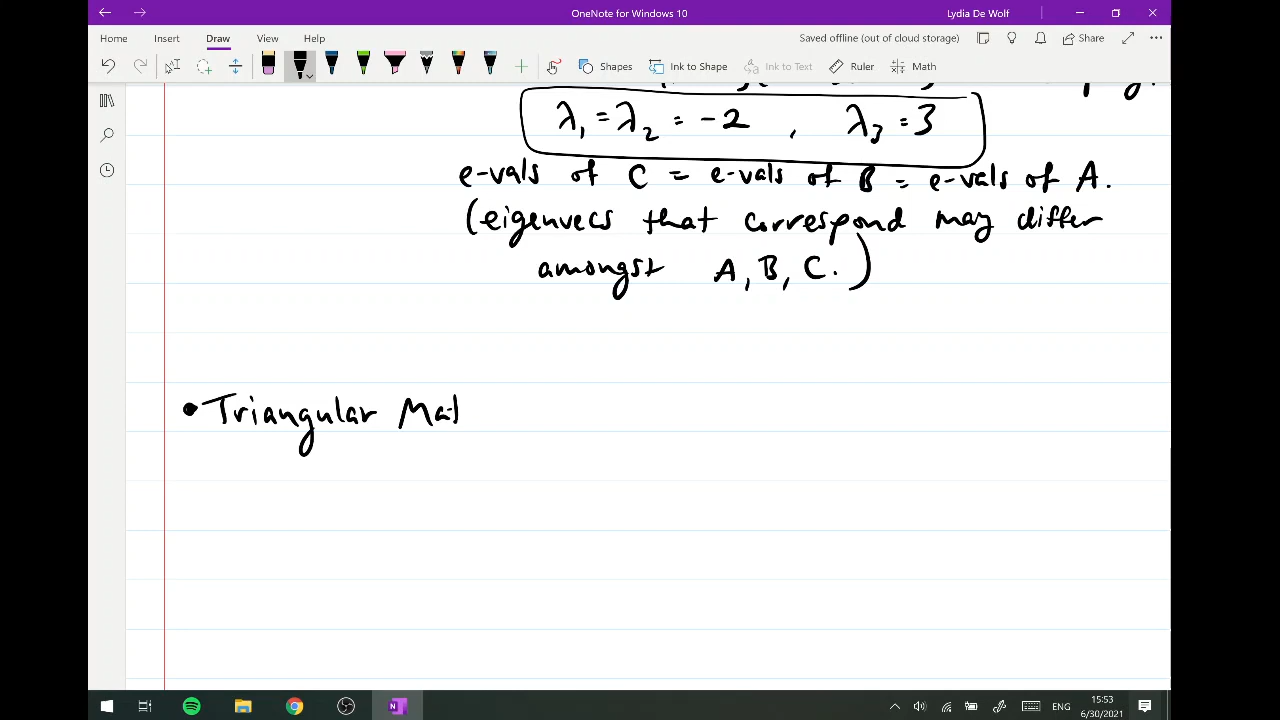 OneNote for Windows 10
Lydia De Wolf
Home Insert Draw View Help
Saved offline (out of cloud storage)
Share
Shapes Ink to Shape Ink to Text Ruler Math
λ₁ = λ₂ = -2 , λ₃ = 3
e-vals of C = e-vals of B = e-vals of A.
(eigenvecs that correspond may differ
amongst A, B, C.)
• Triangular Mat
ENG
15:53
6/30/2021